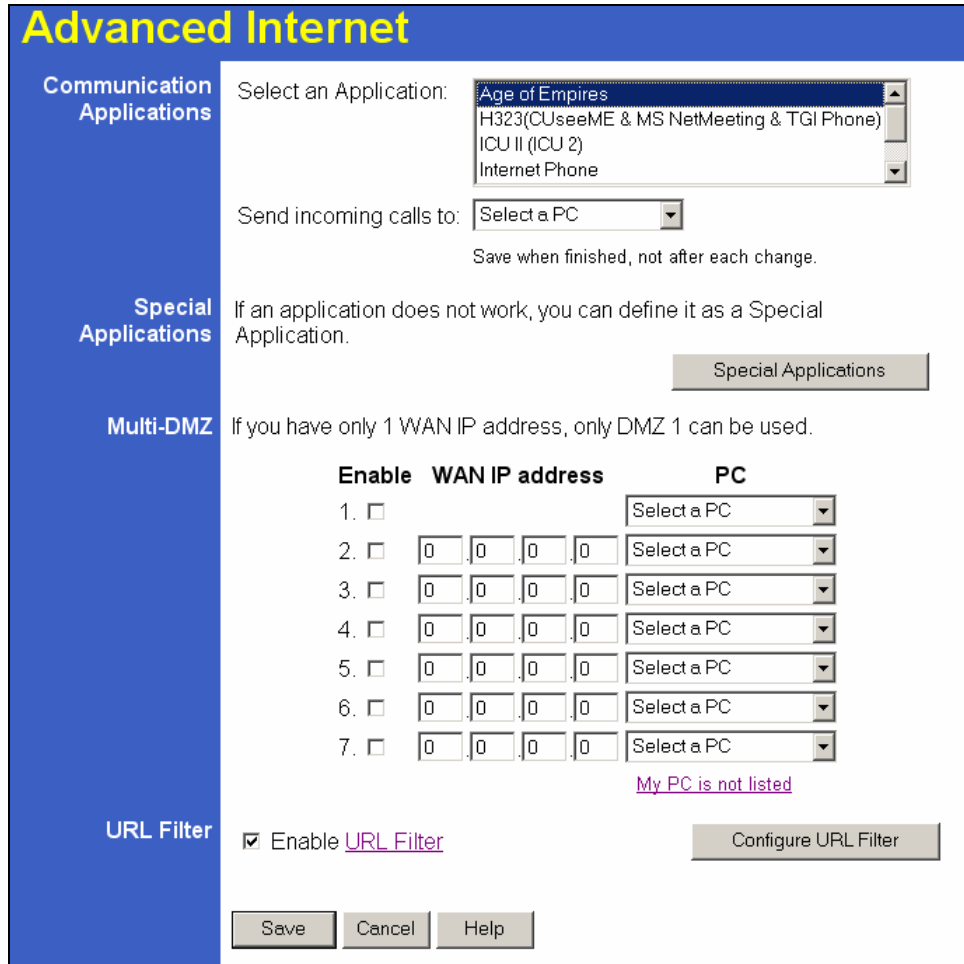 Advanced Internet
Communication Applications
Select an Application:
Age of Empires
H323(CUseeME & MS NetMeeting & TGI Phone)
ICU II (ICU 2)
Internet Phone
Send incoming calls to: Select a PC
Save when finished, not after each change.
Special Applications
If an application does not work, you can define it as a Special
Application.
Special Applications
Multi-DMZ
If you have only 1 WAN IP address, only DMZ 1 can be used.
Enable WAN IP address PC
1. Select a PC
2. 0 .0 .0 .0 Select a PC
3. 0 .0 .0 .0 Select a PC
4. 0 .0 .0 .0 Select a PC
5. 0 .0 .0 .0 Select a PC
6. 0 .0 .0 .0 Select a PC
7. 0 .0 .0 .0 Select a PC
My PC is not listed
URL Filter
Enable URL Filter
Configure URL Filter
Save Cancel Help